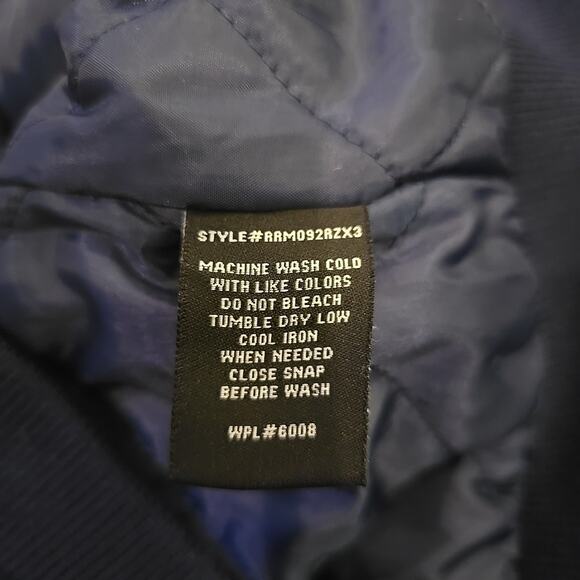 STYLE#RRM092RZX3
MACHINE WASH COLD
WITH LIKE COLORS
DO NOT BLEACH
TUMBLE DRY LOW
COOL IRON
WHEN NEEDED
CLOSE SNAP
BEFORE WASH
WPL#6008